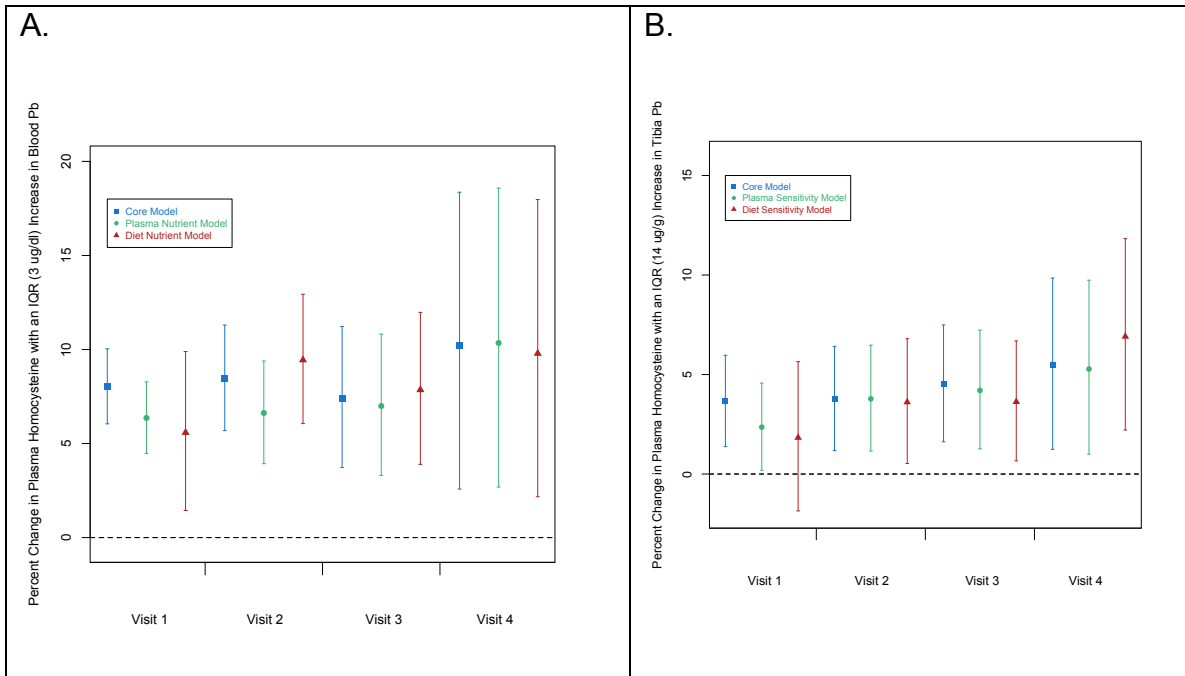 A.
Percent Change in Plasma Homocysteine with an IQR (3 ug/dl) Increase in Blood Pb
20
15
10
5
0
Core Model
Plasma Nutrient Model
Diet Nutrient Model
Visit 1
Visit 2
Visit 3
Visit 4
B.
Percent Change in Plasma Homocysteine with an IQR (14 ug/g) Increase in Tibia Pb
15
10
5
0
Core Model
Plasma Sensitivity Model
Diet Sensitivity Model
Visit 1
Visit 2
Visit 3
Visit 4